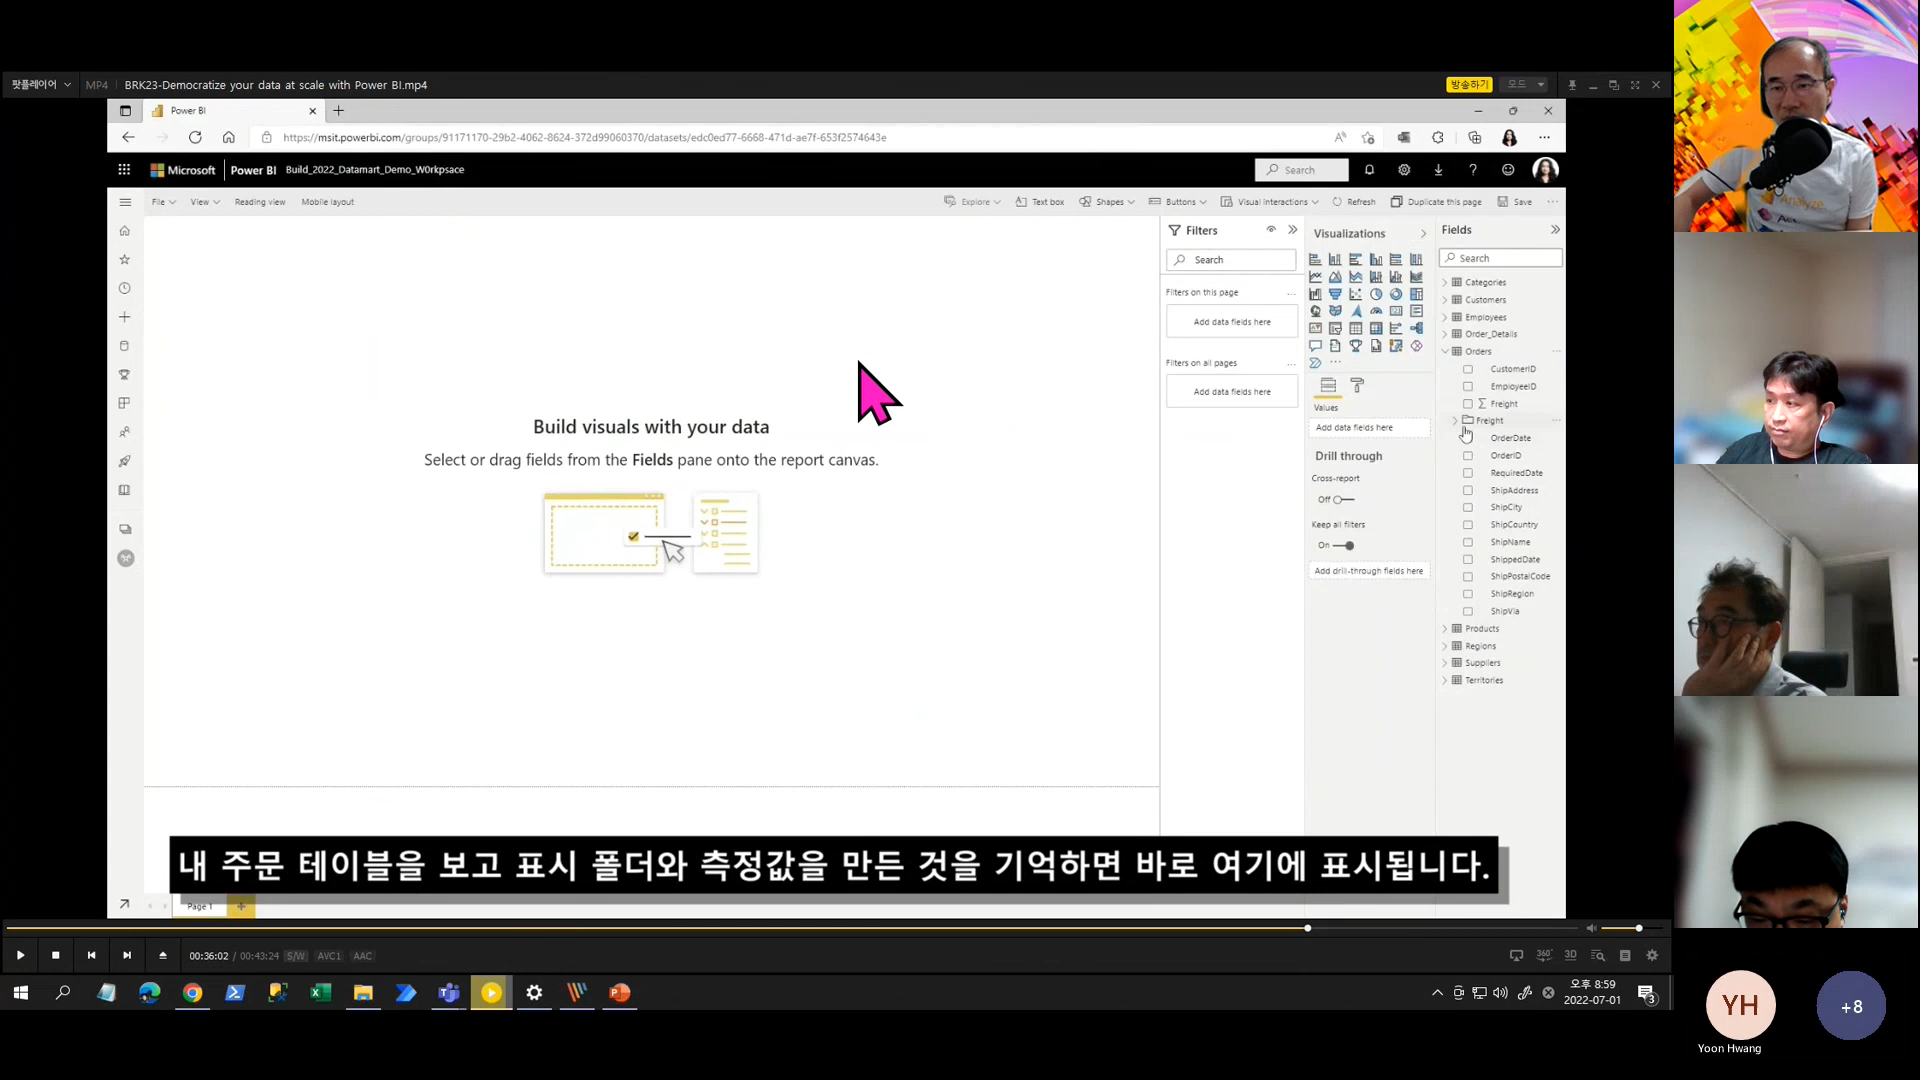 팟플레이어
MP4
BRK23-Democratize your data at scale with Power BI.mp4
방송하기
모드
Power BI
https://msit.powerbi.com/groups/91171170-29b2-4062-8624-372d99060370/datasets/edc0ed77-6668-471d-ae7f-653f2574643e
Microsoft
Power BI
Build_2022_Datamart_Demo_W0rkpsace
Search
File
View
Reading view
Mobile layout
Explore
Text box
Shapes
Buttons
Visual interactions
Refresh
Duplicate this page
Save
Build visuals with your data
Select or drag fields from the Fields pane onto the report canvas.
Filters
Search
Filters on this page
Add data fields here
Filters on all pages
Add data fields here
Visualizations
Values
Add data fields here
Drill through
Cross-report
Off
Keep all filters
On
Add drill-through fields here
Fields
Search
Categories
Customers
Employees
Order_Details
Orders
CustomerID
EmployeeID
Freight
Freight
OrderDate
OrderID
RequiredDate
ShipAddress
ShipCity
ShipCountry
ShipName
ShippedDate
ShipPostalCode
ShipRegion
ShipVia
Products
Regions
Suppliers
Territories
내 주문 테이블을 보고 표시 폴더와 측정값을 만든 것을 기억하면 바로 여기에 표시됩니다.
Page 1
00:36:02 / 00:43:24 S/W AVC1 AAC
360°
3D
오후 8:59
2022-07-01
3
Analyze
YH
+8
Yoon Hwang